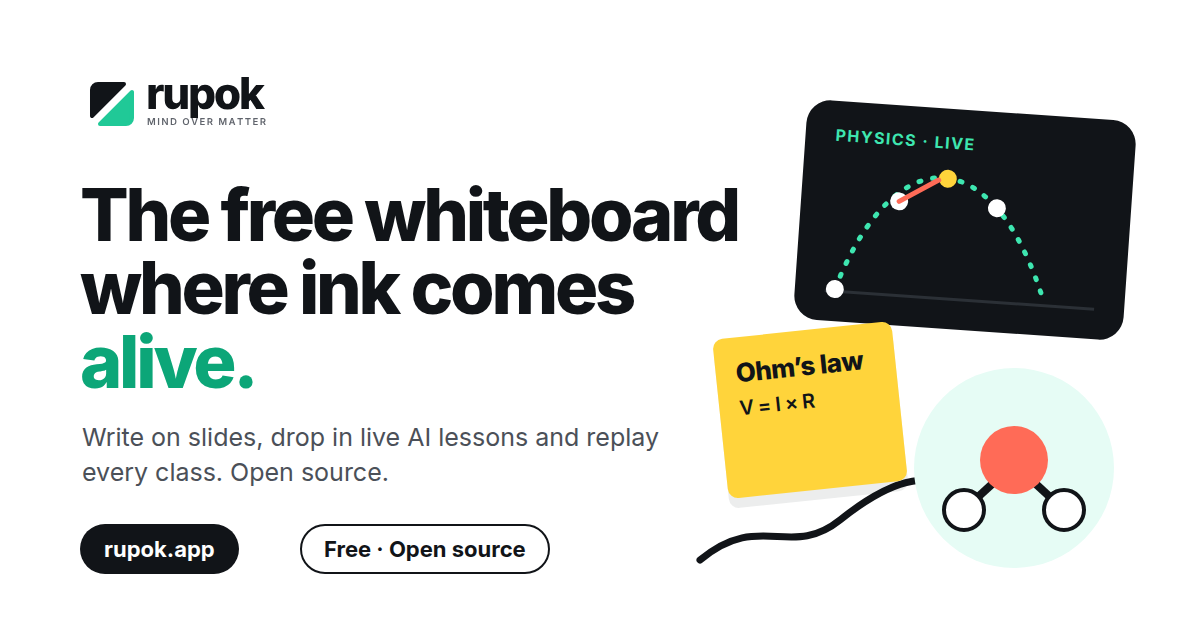 rupok
MIND OVER MATTER
The free whiteboard
where ink comes
alive.
Write on slides, drop in live AI lessons and replay
every class. Open source.
rupok.app
Free · Open source
PHYSICS · LIVE
Ohm's law
V = I × R